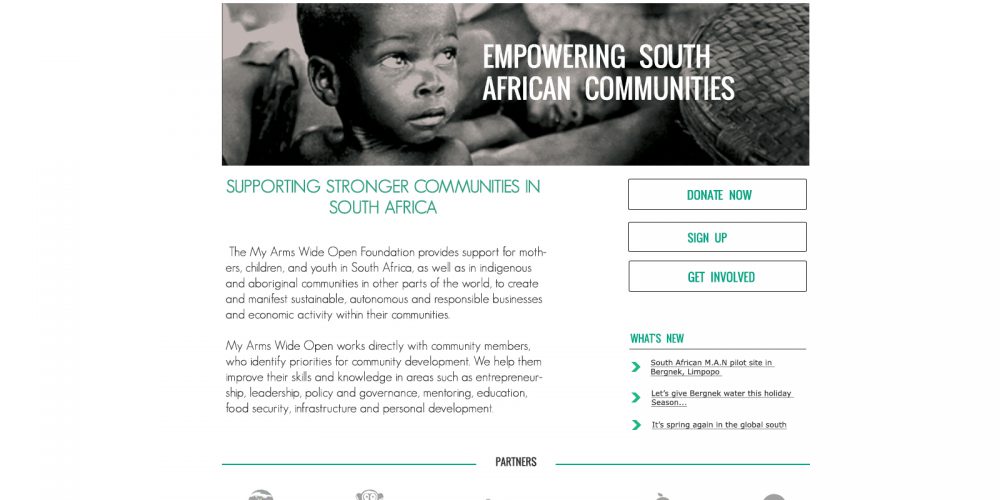 EMPOWERING SOUTH
AFRICAN COMMUNITIES
SUPPORTING STRONGER COMMUNITIES IN
SOUTH AFRICA
The My Arms Wide Open Foundation provides support for moth-
ers, children, and youth in South Africa, as well as in indigenous
and aboriginal communities in other parts of the world, to create
and manifest sustainable, autonomous and responsible businesses
and economic activity within their communities.
My Arms Wide Open works directly with community members,
who identify priorities for community development. We help them
improve their skills and knowledge in areas such as entrepreneur-
ship, leadership, policy and governance, mentoring, education,
food security, infrastructure and personal development.
DONATE NOW
SIGN UP
GET INVOLVED
WHAT'S NEW
South African M.A.N pilot site in
Bergnek, Limpopo
Let's give Bergnek water this holiday
Season...
It's spring again in the global south
PARTNERS